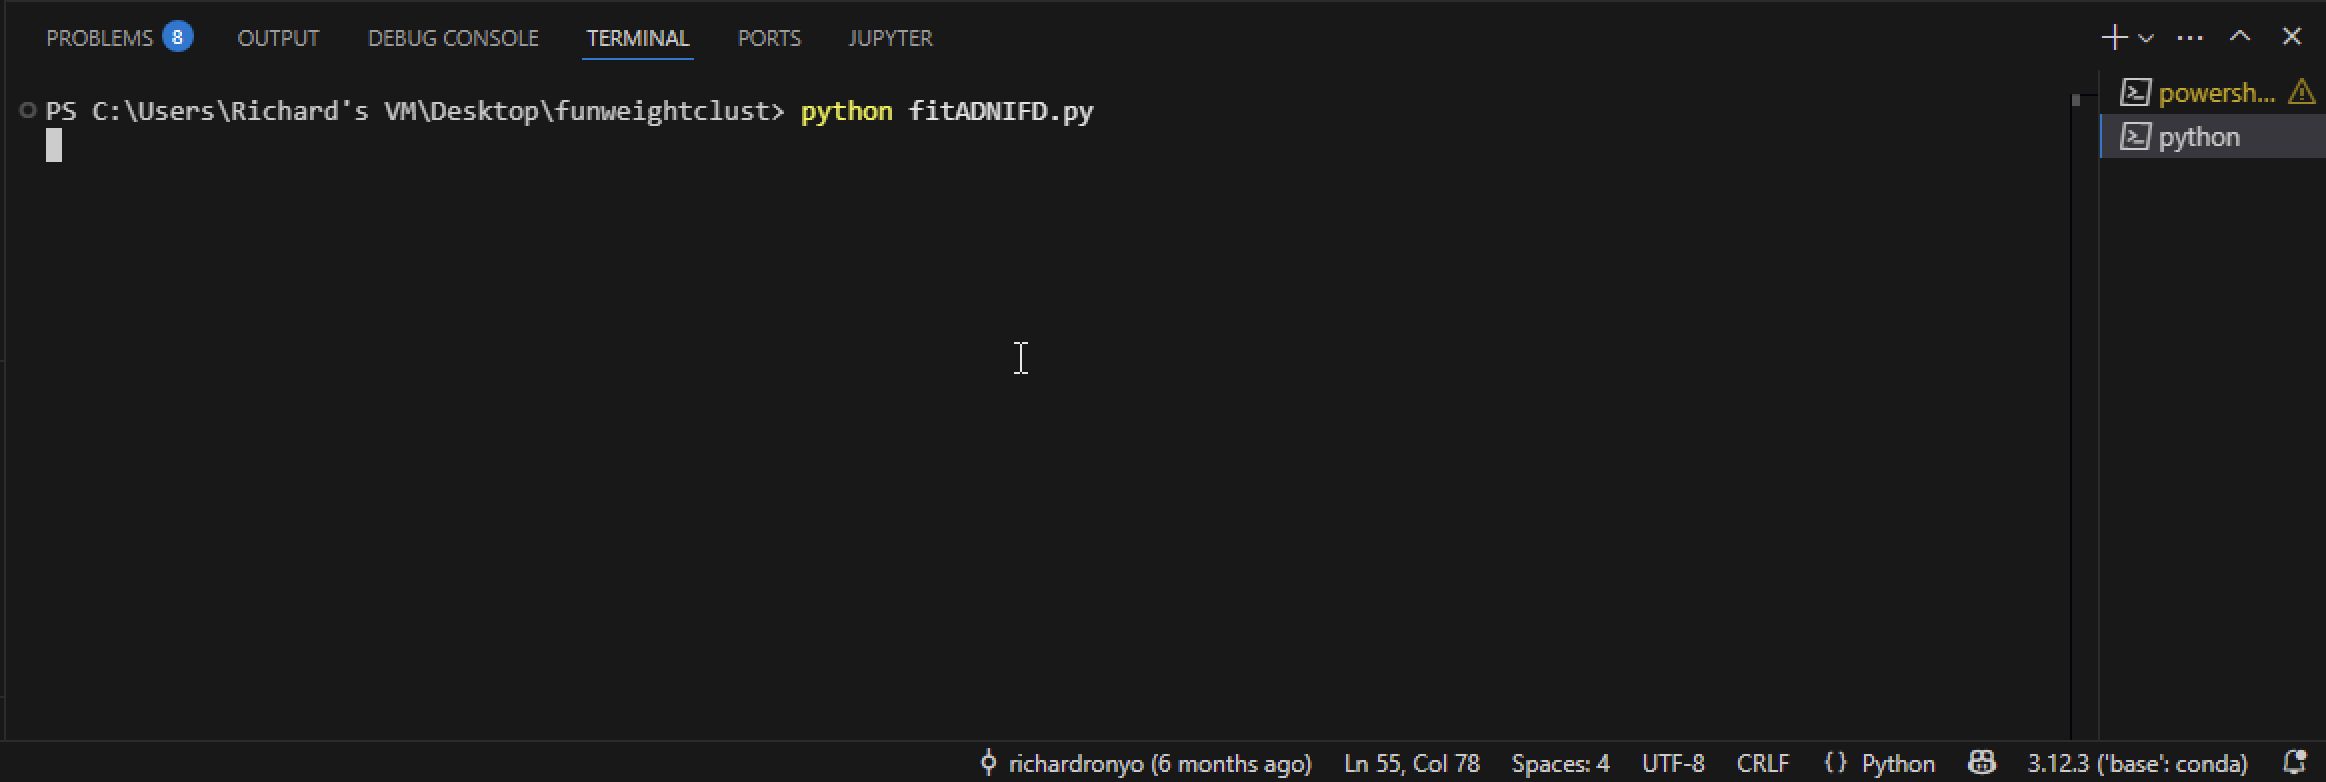 PROBLEMS 8 OUTPUT DEBUG CONSOLE TERMINAL PORTS JUPYTER
PS C:\Users\Richard's VM\Desktop\funweightclust> python fitADNIFD.py
powersh...
python
richardronyo (6 months ago) Ln 55, Col 78 Spaces: 4 UTF-8 CRLF {} Python 3.12.3 ('base': conda)